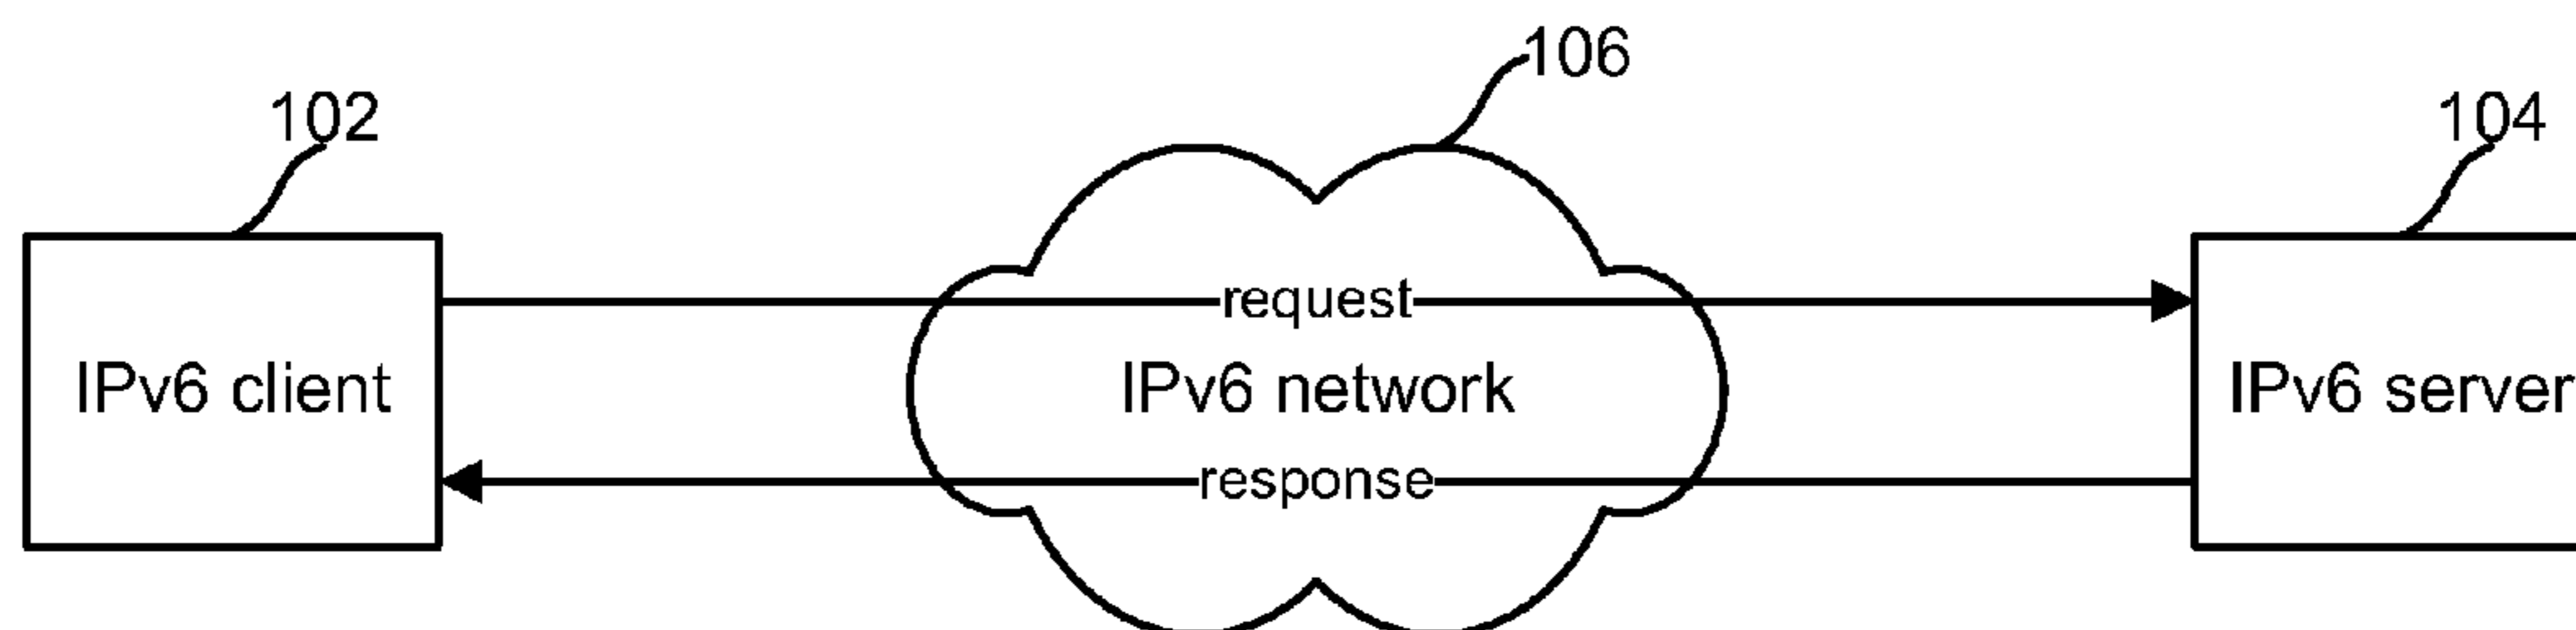 106
102
104
request
IPv6 client
IPv6 network
IPv6 server
response